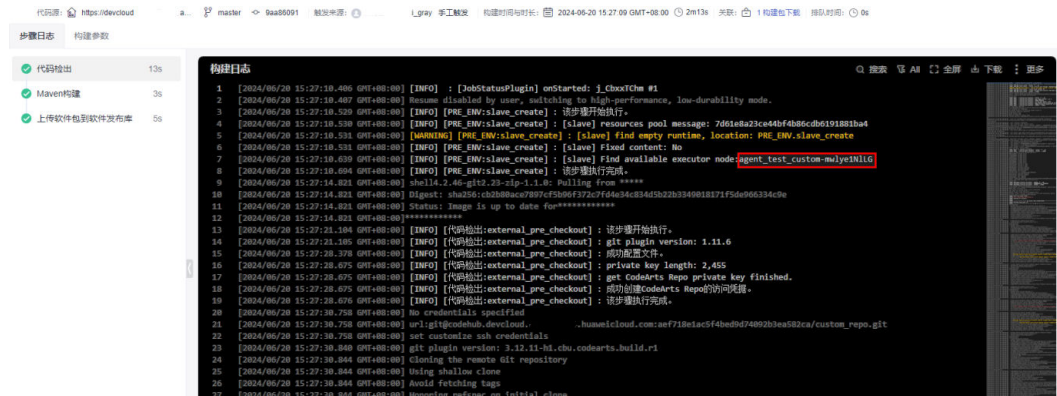 代码源: https://devcloud a... master 9aa86091 触发来源: i_gray 手工触发 构建时间与时长: 2024-06-20 15:27:09 GMT+08:00 2m13s 关联: 1 构建包下载 排队时间: 0s
步骤日志 构建参数
代码检出 13s
Maven构建 3s
上传软件包到软件发布库 5s
构建日志 搜索 All 全屏 下载 更多
1 [2024/06/20 15:27:10.406 GMT+08:00] [INFO] : [JobStatusPlugin] onStarted: j_CbxxTChm #1
2 [2024/06/20 15:27:10.407 GMT+08:00] Resume disabled by user, switching to high-performance, low-durability mode.
3 [2024/06/20 15:27:10.529 GMT+08:00] [INFO] [PRE_ENV:slave_create] : 该步骤开始执行。
4 [2024/06/20 15:27:10.530 GMT+08:00] [INFO] [PRE_ENV:slave_create] : [slave] resources pool message: 7d61e8a23ce44bf4b86cdb6191881ba4
5 [2024/06/20 15:27:10.531 GMT+08:00] [WARNING] [PRE_ENV:slave_create] : [slave] find empty runtime, location: PRE_ENV.slave_create
6 [2024/06/20 15:27:10.531 GMT+08:00] [INFO] [PRE_ENV:slave_create] : [slave] Fixed content: No
7 [2024/06/20 15:27:10.639 GMT+08:00] [INFO] [PRE_ENV:slave_create] : [slave] Find available executor node:agent_test_custom-mwlye1NlLG
8 [2024/06/20 15:27:10.694 GMT+08:00] [INFO] [PRE_ENV:slave_create] : 该步骤执行完成。
9 [2024/06/20 15:27:14.821 GMT+08:00] shell4.2.46-git2.23-zip-1.1.0: Pulling from *****
10 [2024/06/20 15:27:14.821 GMT+08:00] Digest: sha256:cb2b80ace7897cf5b9f372c7fd4e34c834d5b22b3349018171f5de966334c9e
11 [2024/06/20 15:27:14.821 GMT+08:00] Status: Image is up to date for************
12 [2024/06/20 15:27:14.821 GMT+08:00]************
13 [2024/06/20 15:27:21.104 GMT+08:00] [INFO] [代码检出:external_pre_checkout] : 该步骤开始执行。
14 [2024/06/20 15:27:21.105 GMT+08:00] [INFO] [代码检出:external_pre_checkout] : git plugin version: 1.11.6
15 [2024/06/20 15:27:28.378 GMT+08:00] [INFO] [代码检出:external_pre_checkout] : 成功配置文件。
16 [2024/06/20 15:27:28.675 GMT+08:00] [INFO] [代码检出:external_pre_checkout] : private key length: 2,455
17 [2024/06/20 15:27:28.675 GMT+08:00] [INFO] [代码检出:external_pre_checkout] : get CodeArts Repo private key finished.
18 [2024/06/20 15:27:28.675 GMT+08:00] [INFO] [代码检出:external_pre_checkout] : 成功创建CodeArts Repo的访问凭据。
19 [2024/06/20 15:27:28.676 GMT+08:00] [INFO] [代码检出:external_pre_checkout] : 该步骤执行完成。
20 [2024/06/20 15:27:30.758 GMT+08:00] No credentials specified
21 [2024/06/20 15:27:30.758 GMT+08:00] url:git@codehub.devcloud. .huaweicloud.com:aef718e1ac5f4bed9d74092b3ea582ca/custom_repo.git
22 [2024/06/20 15:27:30.758 GMT+08:00] set customize ssh credentials
23 [2024/06/20 15:27:30.840 GMT+08:00] git plugin version: 3.12.11-h1.cbu.codearts.build.r1
24 [2024/06/20 15:27:30.844 GMT+08:00] Cloning the remote Git repository
25 [2024/06/20 15:27:30.844 GMT+08:00] Using shallow clone
26 [2024/06/20 15:27:30.844 GMT+08:00] Avoid fetching tags
27 [2024/06/20 15:27:30.844 GMT+08:00] Honoring refspec on initial clone